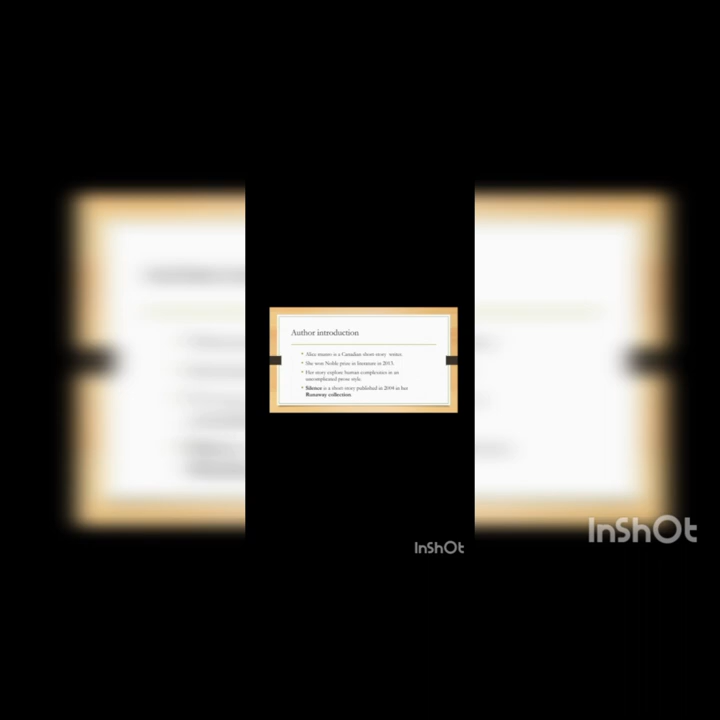 Author introduction
• Alice munro is a Canadian short story writer.
• She won Noble prize in literature in 2013.
• Her story explore human complexities in an
uncomplicated prose style.
• Silence is a short story published in 2004 in her
Runaway collection.
InShOt
InShOt